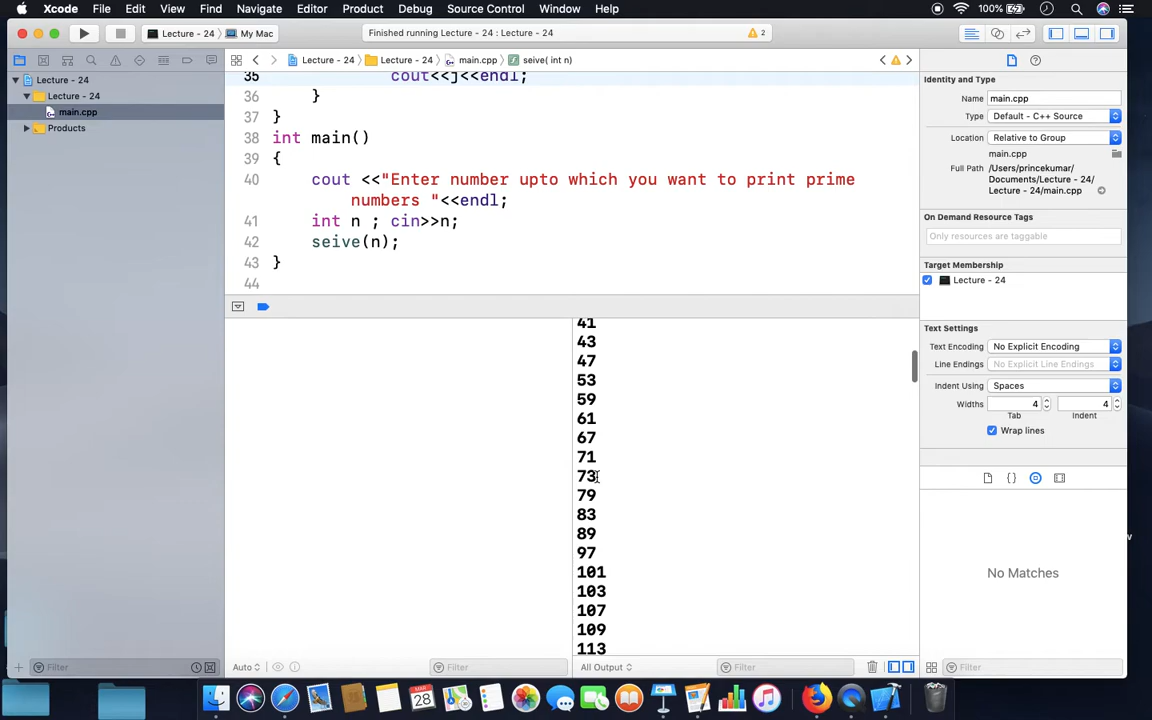 Xcode File Edit View Find Navigate Editor Product Debug Source Control Window Help 100%
Lecture - 24 My Mac Finished running Lecture - 24 : Lecture - 24 2
Lecture - 24 Lecture - 24 main.cpp seive( int n)
Lecture - 24
Lecture - 24
main.cpp
Products
35 cout<<j<<endl;
36 }
37 }
38 int main()
39 {
40 cout <<"Enter number upto which you want to print prime
numbers "<<endl;
41 int n ; cin>>n;
42 seive(n);
43 }
44
41
43
47
53
59
61
67
71
73
79
83
89
97
101
103
107
109
113
Identity and Type
Name main.cpp
Type Default - C++ Source
Location Relative to Group
main.cpp
Full Path /Users/princekumar/
Documents/Lecture - 24/
Lecture - 24/main.cpp
On Demand Resource Tags
Only resources are taggable
Target Membership
Lecture - 24
Text Settings
Text Encoding No Explicit Encoding
Line Endings No Explicit Line Endings
Indent Using Spaces
Widths 4 4
Tab Indent
Wrap lines
No Matches
Filter Auto Filter All Output Filter Filter
MAR
28